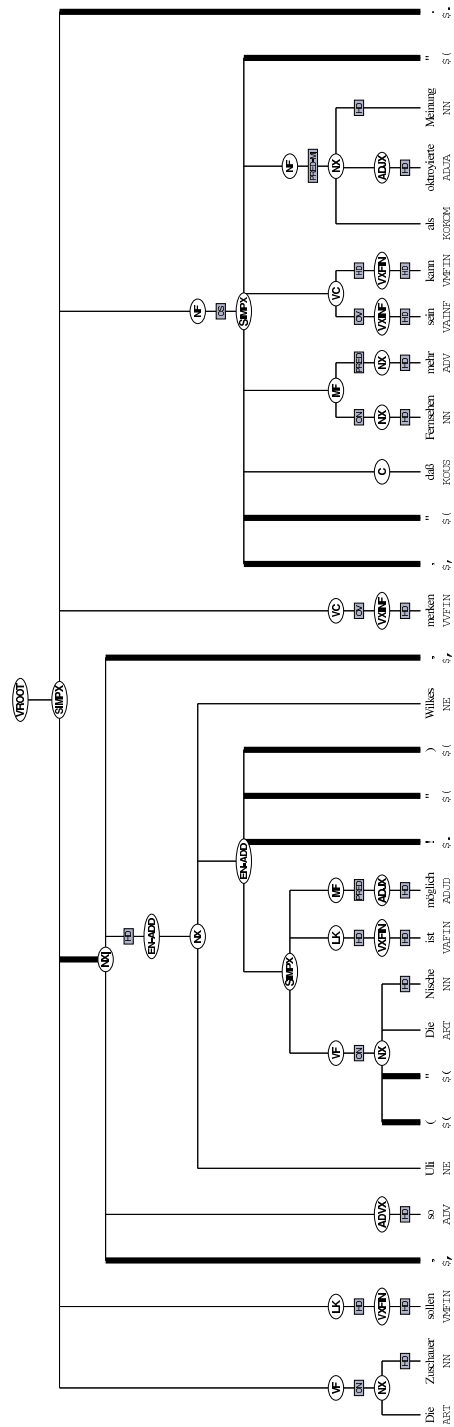 VROOT
SIMPX
NX
HD
EN-ADD
NX NF
OS
EN-ADD SIMPX
SIMPX NF
VF LK VF LK MF VC MF VC NX
ON HD ON HD PRED OV ON PRED OV HD HD
NX VXFIN ADVX NX VXFIN ADJX VXINF C NX NX VXINF VXFIN ADJX
HD HD HD HD HD HD HD HD HD HD HD HD
Die Zuschauer sollen , so Uli ( " Die Nische ist möglich ! " ) Wilkes , merken , " daß Fernsehen mehr sein kann als oktroyierte Meinung " .
ART NN VMFIN $, ADV NE $( $( ART NN VAFIN ADJD $. $( $( NE $, VVFIN $, $( KOUS NN ADV VAINF VMFIN KOKOM ADJA NN $( $.